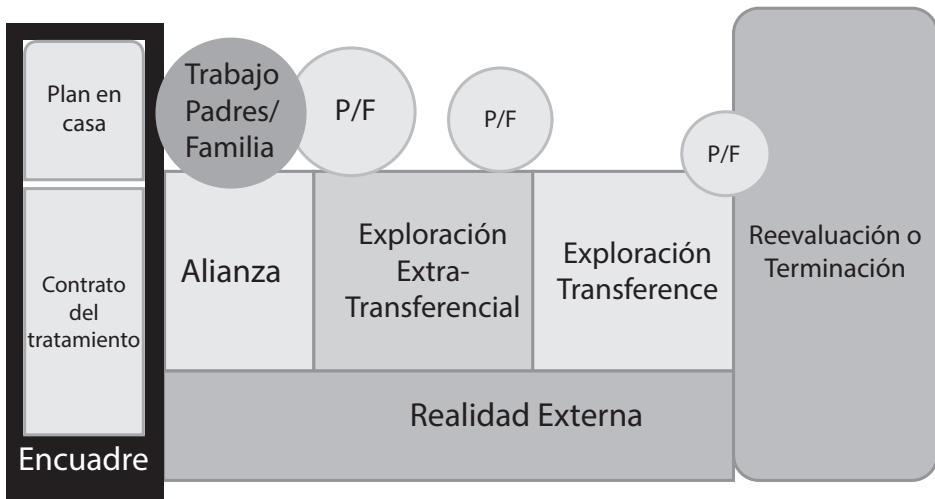 Plan en
casa
Contrato
del
tratamiento
Encuadre
Trabajo
Padres/
Familia
P/F
P/F
P/F
Alianza
Exploración
Extra-
Transferencial
Exploración
Transference
Realidad Externa
Reevaluación o
Terminación